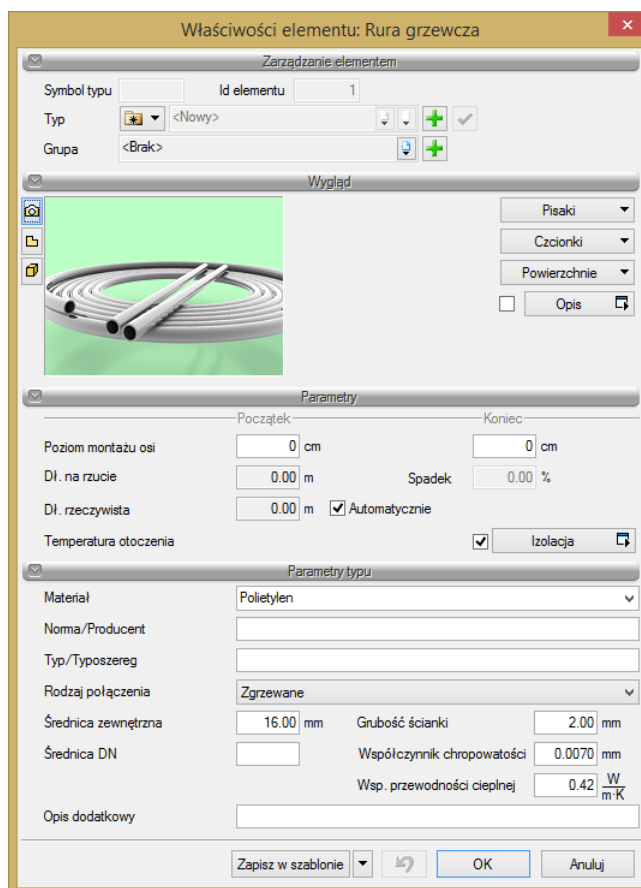 Właściwości elementu: Rura grzewcza
Zarządzanie elementem
Symbol typu Id elementu 1
Typ <Nowy>
Grupa <Brak>
Wygląd
Pisaki
Czcionki
Powierzchnie
Opis
Parametry
Początek Koniec
Poziom montażu osi 0 cm 0 cm
Dł. na rzucie 0.00 m Spadek 0.00 %
Dł. rzeczywista 0.00 m Automatycznie
Temperatura otoczenia Izolacja
Parametry typu
Materiał Polietylen
Norma/Producent
Typ/Typoszereg
Rodzaj połączenia Zgrzewane
Średnica zewnętrzna 16.00 mm Grubość ścianki 2.00 mm
Średnica DN Współczynnik chropowatości 0.0070 mm
Wsp. przewodności cieplnej 0.42 W/m·K
Opis dodatkowy
Zapisz w szablonie OK Anuluj